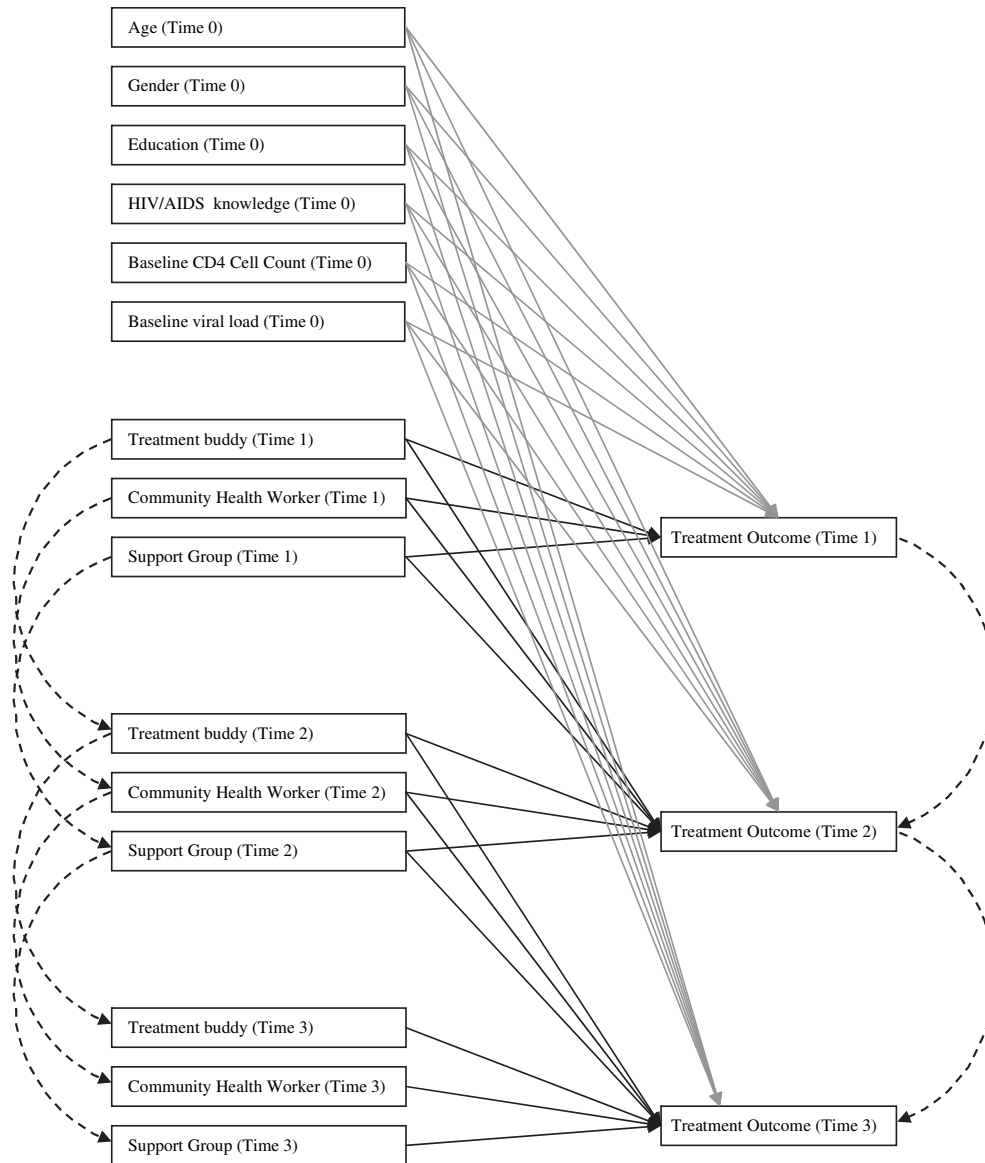 Age (Time 0)
Gender (Time 0)
Education (Time 0)
HIV/AIDS knowledge (Time 0)
Baseline CD4 Cell Count (Time 0)
Baseline viral load (Time 0)
Treatment buddy (Time 1)
Community Health Worker (Time 1)
Support Group (Time 1)
Treatment Outcome (Time 1)
Treatment buddy (Time 2)
Community Health Worker (Time 2)
Support Group (Time 2)
Treatment Outcome (Time 2)
Treatment buddy (Time 3)
Community Health Worker (Time 3)
Support Group (Time 3)
Treatment Outcome (Time 3)